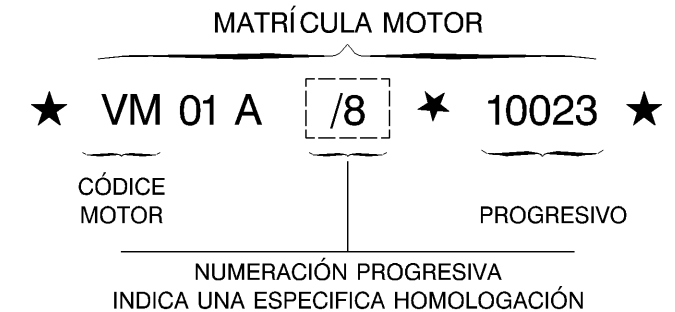 MATRÍCULA MOTOR
★ VM 01 A /8 ★ 10023 ★
CÓDICE
MOTOR
PROGRESIVO
NUMERACIÓN PROGRESIVA
INDICA UNA ESPECIFICA HOMOLOGACIÓN